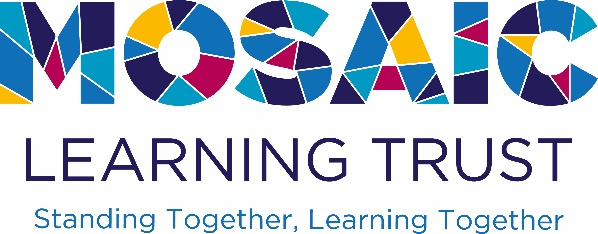 MOSAIC
LEARNING TRUST
Standing Together, Learning Together